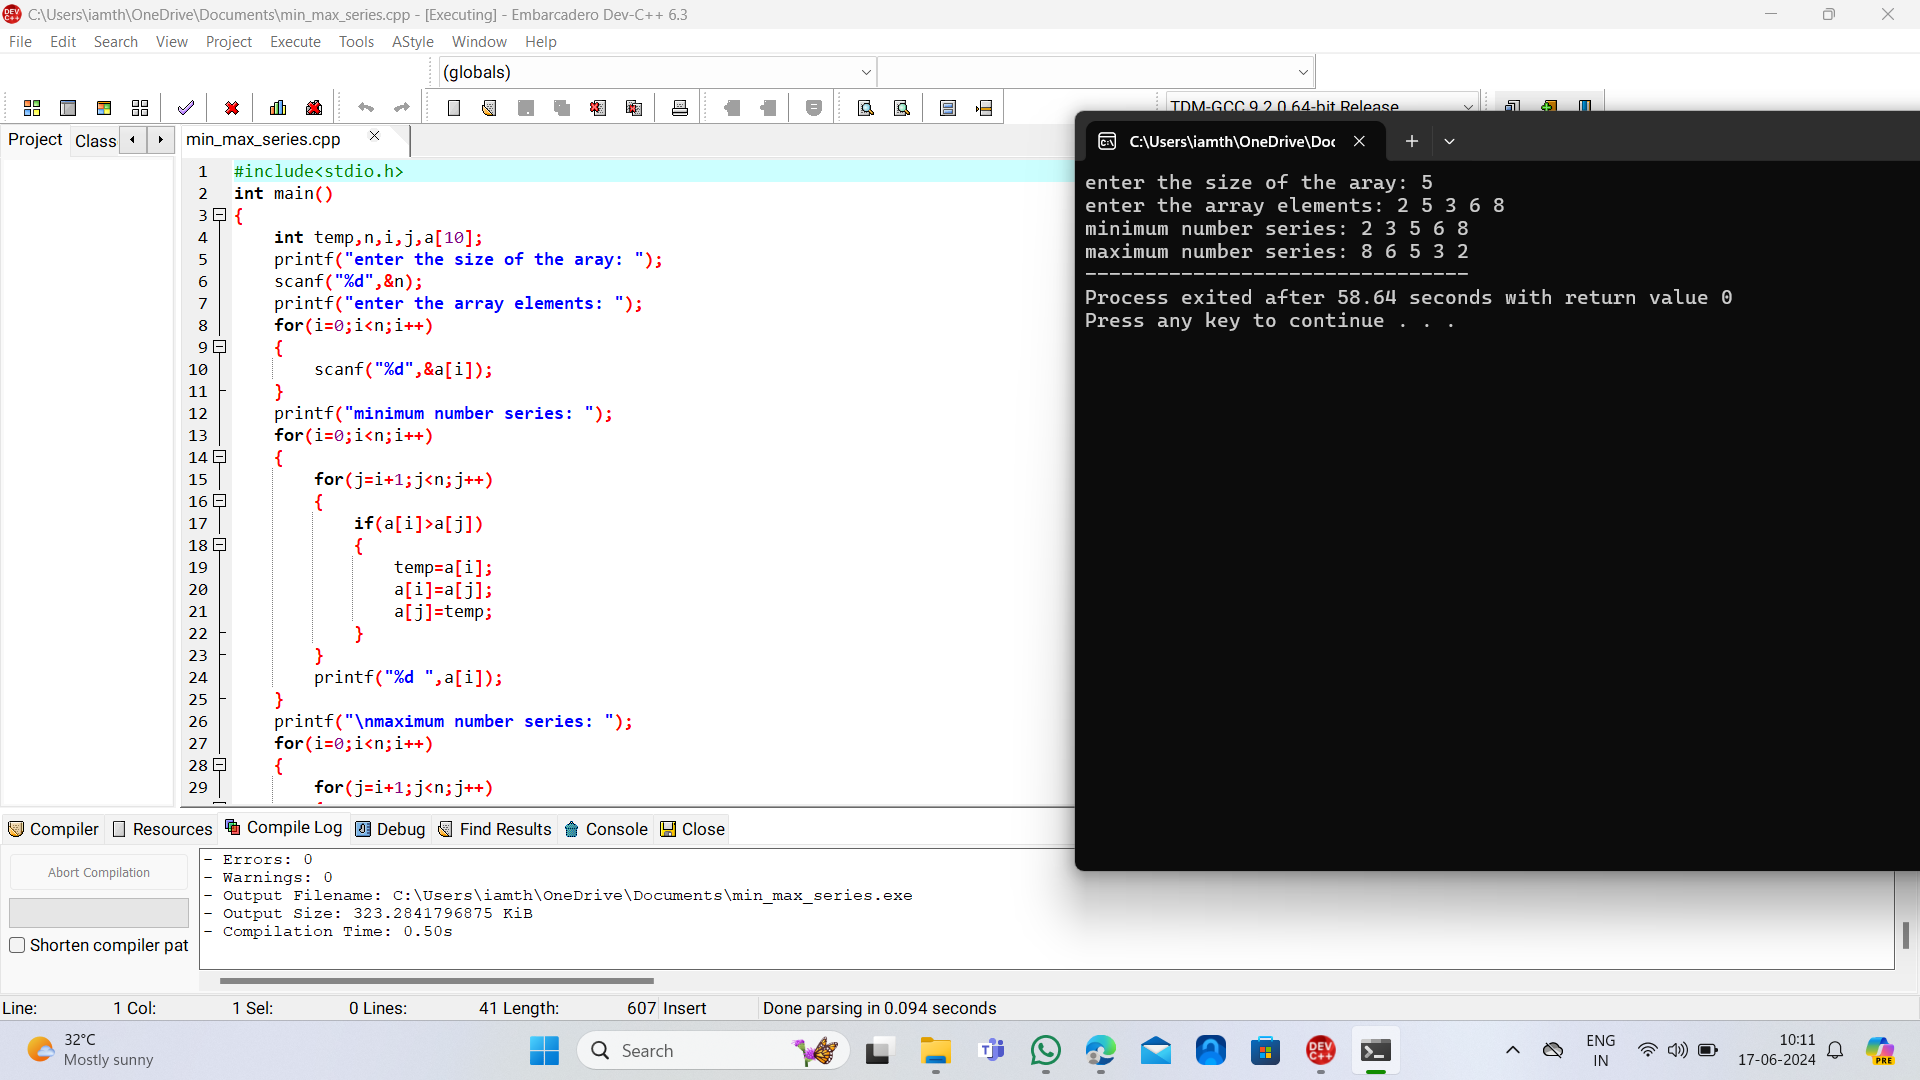 C:\Users\iamth\OneDrive\Documents\min_max_series.cpp - [Executing] - Embarcadero Dev-C++ 6.3
File Edit Search View Project Execute Tools AStyle Window Help
(globals)
TDM-GCC 9.2.0 64-bit Release
Project Class
min_max_series.cpp
1 #include<stdio.h>
2 int main()
3 {
4 int temp,n,i,j,a[10];
5 printf("enter the size of the aray: ");
6 scanf("%d",&n);
7 printf("enter the array elements: ");
8 for(i=0;i<n;i++)
9 {
10 scanf("%d",&a[i]);
11 }
12 printf("minimum number series: ");
13 for(i=0;i<n;i++)
14 {
15 for(j=i+1;j<n;j++)
16 {
17 if(a[i]>a[j])
18 {
19 temp=a[i];
20 a[i]=a[j];
21 a[j]=temp;
22 }
23 }
24 printf("%d ",a[i]);
25 }
26 printf("\nmaximum number series: ");
27 for(i=0;i<n;i++)
28 {
29 for(j=i+1;j<n;j++)
C:\Users\iamth\OneDrive\Doc
enter the size of the aray: 5
enter the array elements: 2 5 3 6 8
minimum number series: 2 3 5 6 8
maximum number series: 8 6 5 3 2
--------------------------------
Process exited after 58.64 seconds with return value 0
Press any key to continue . . .
Compiler Resources Compile Log Debug Find Results Console Close
Abort Compilation
Shorten compiler pat
- Errors: 0
- Warnings: 0
- Output Filename: C:\Users\iamth\OneDrive\Documents\min_max_series.exe
- Output Size: 323.2841796875 KiB
- Compilation Time: 0.50s
Line: 1 Col: 1 Sel: 0 Lines: 41 Length: 607 Insert Done parsing in 0.094 seconds
32°C
Mostly sunny
Search
DEV C++
ENG
IN
10:11
17-06-2024
PRE